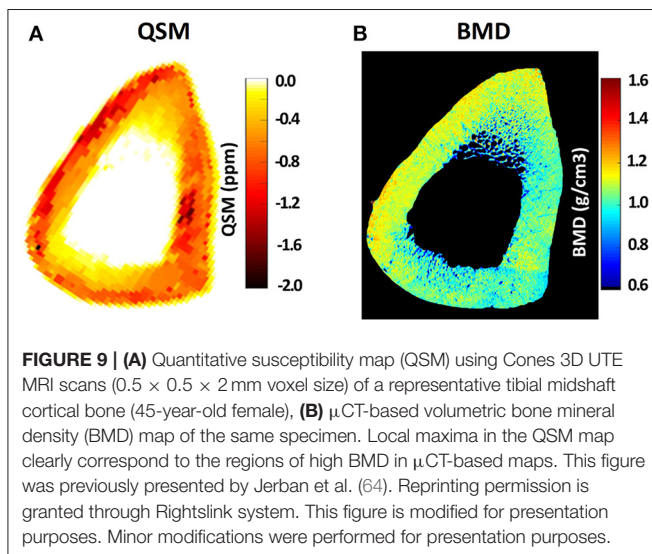 A
QSM
0.0
-0.4
-0.8
-1.2
-1.6
-2.0
QSM (ppm)
B
BMD
1.6
1.4
1.2
1.0
0.8
0.6
BMD (g/cm3)
FIGURE 9 | (A) Quantitative susceptibility map (QSM) using Cones 3D UTE
MRI scans (0.5 × 0.5 × 2 mm voxel size) of a representative tibial midshaft
cortical bone (45-year-old female), (B) μCT-based volumetric bone mineral
density (BMD) map of the same specimen. Local maxima in the QSM map
clearly correspond to the regions of high BMD in μCT-based maps. This figure
was previously presented by Jerban et al. (64). Reprinting permission is
granted through Rightslink system. This figure is modified for presentation
purposes. Minor modifications were performed for presentation purposes.